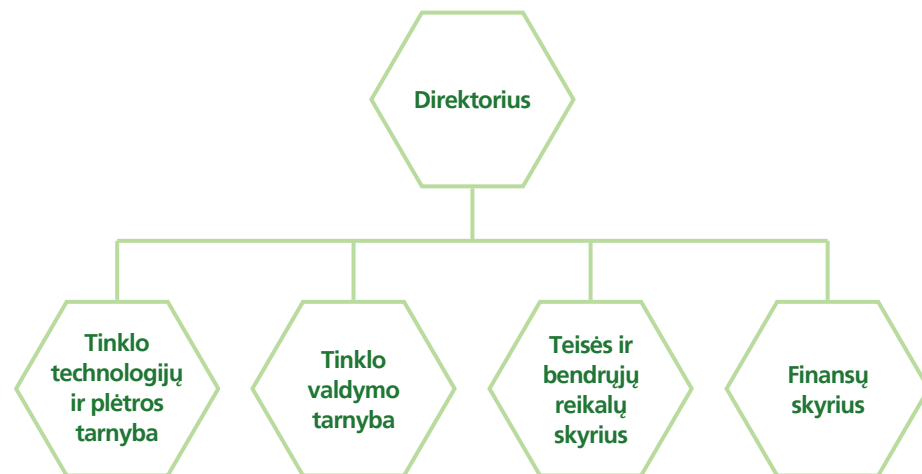 Direktorius
Tinklo
technologijų
ir plėtros
tarnyba
Tinklo
valdymo
tarnyba
Teisės ir
bendrųjų
reikalų
skyrius
Finansų
skyrius